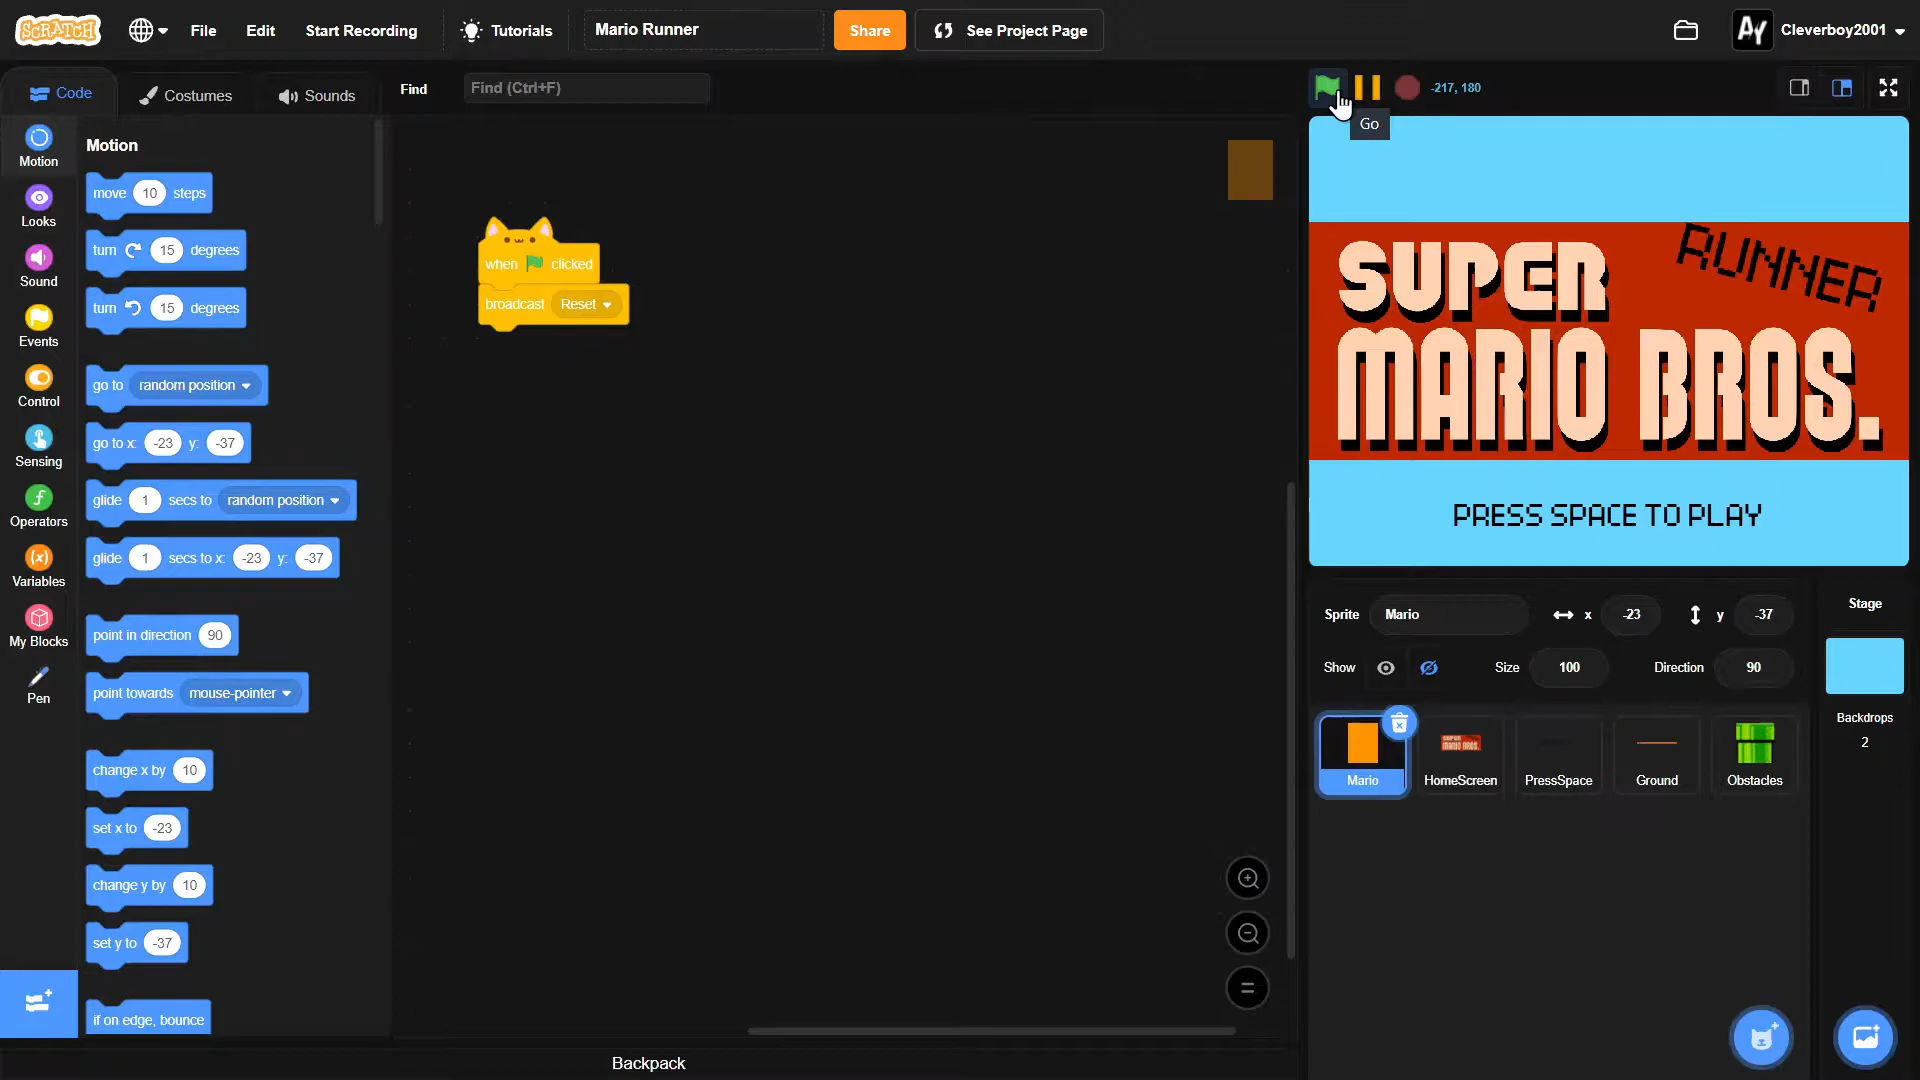 SCRATCH
File
Edit
Start Recording
Tutorials
Mario Runner
Share
See Project Page
Ay
Cleverboy2001
Code
Costumes
Sounds
Find
Find (Ctrl+F)
-217, 180
Go
Motion
Looks
Sound
Events
Control
Sensing
Operators
Variables
My Blocks
Pen
Motion
move 10 steps
turn 15 degrees
turn 15 degrees
go to random position
go to x: -23 y: -37
glide 1 secs to random position
glide 1 secs to x: -23 y: -37
point in direction 90
point towards mouse-pointer
change x by 10
set x to -23
change y by 10
set y to -37
if on edge, bounce
when clicked
broadcast Reset
SUPER
RUNNER
MARIO BROS.
PRESS SPACE TO PLAY
Sprite Mario x -23 y -37
Show Size 100 Direction 90
Mario
HomeScreen
PressSpace
Ground
Obstacles
Stage
Backdrops
2
Backpack